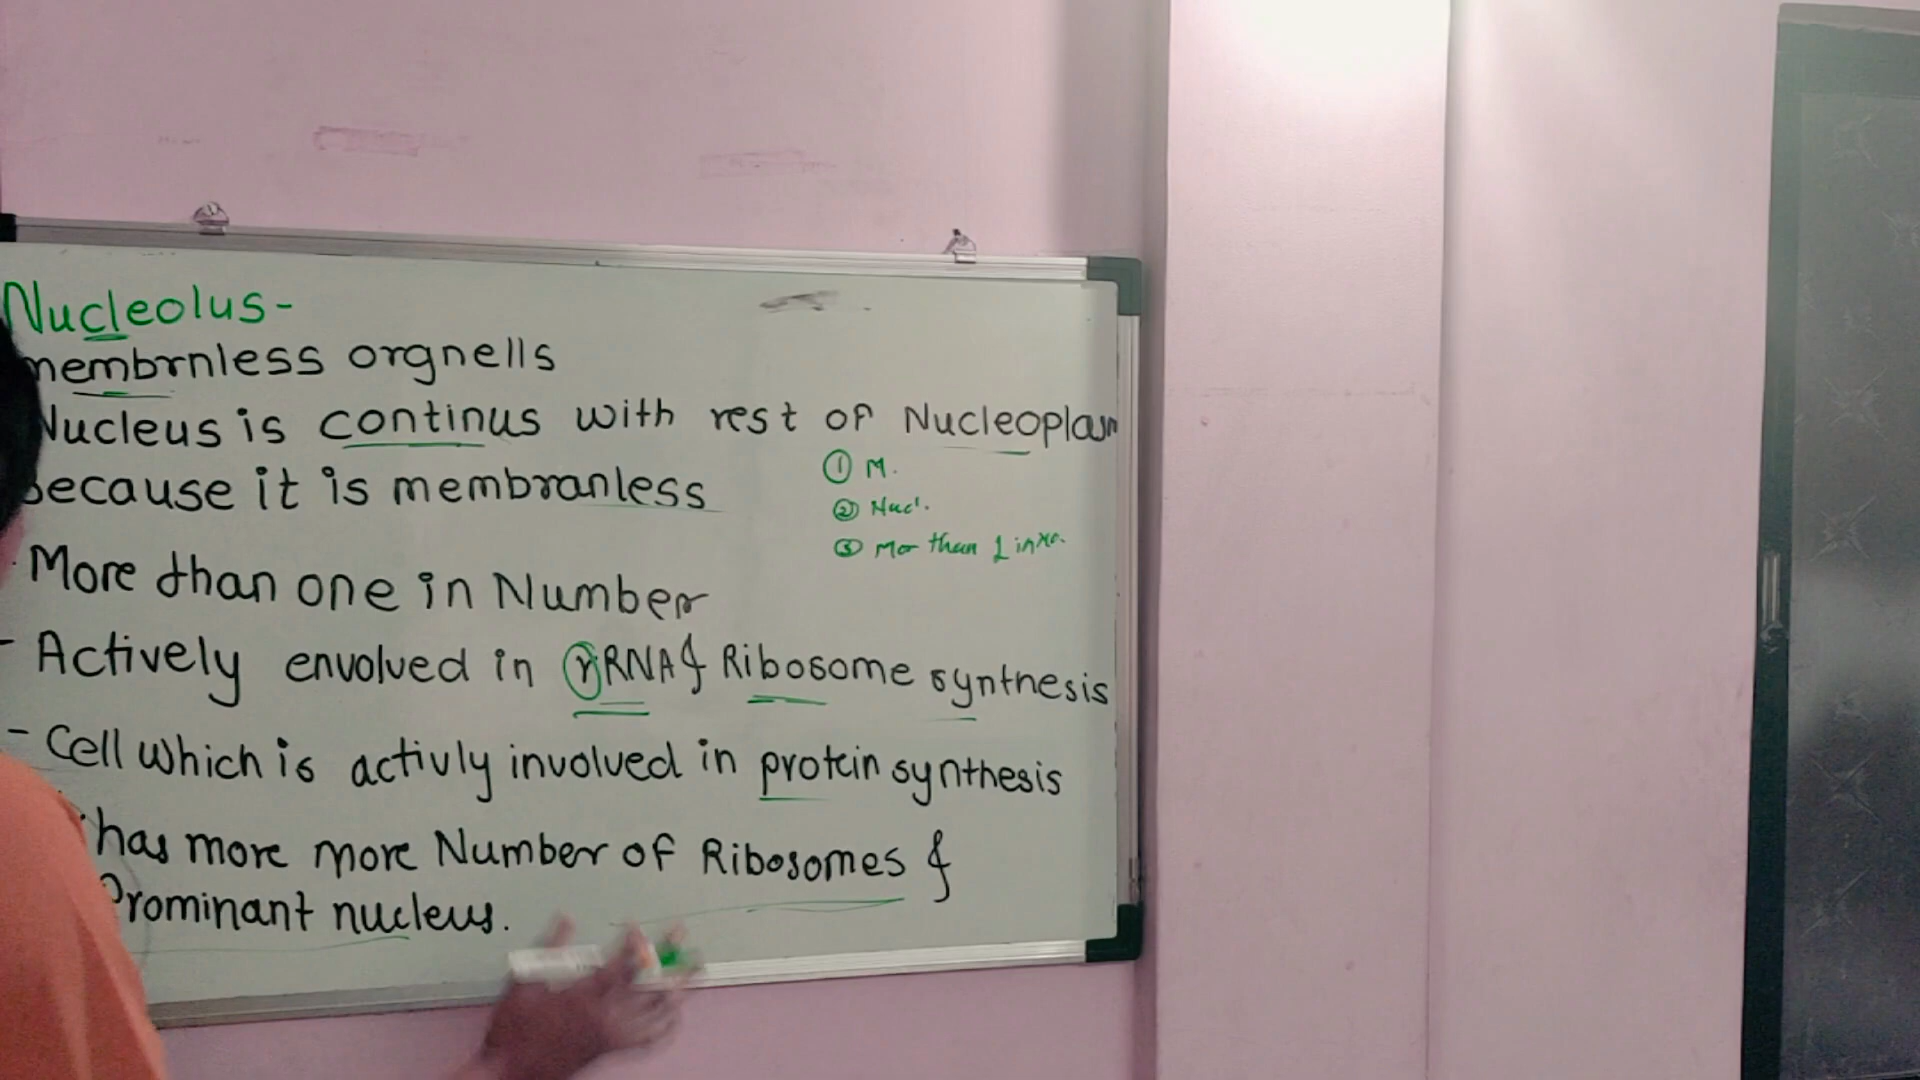 Nucleolus-
membrnless orgnells
Nucleus is continus with rest of Nucleoplam
because it is membranless
① M.
② Nucl.
③ Mor than 1 in
· More than one in Number
- Actively envolved in rRNA & Ribosome synthesis
- Cell which is activly involved in protein synthesis
has more more Number of Ribosomes &
Prominant nucleus.